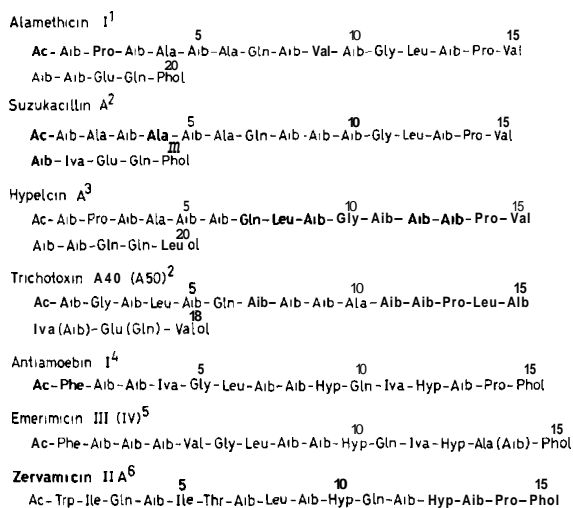 Alamethicin I1
5 10 15
Ac-Aib-Pro-Aib-Ala-Aib-Ala-Gln-Aib-Val-Aib-Gly-Leu-Aib-Pro-Val
20
Aib-Aib-Glu-Gln-Phol
Suzukacillin A2
5 10 15
Ac-Aib-Ala-Aib-Ala-Aib-Ala-Gln-Aib-Aib-Aib-Gly-Leu-Aib-Pro-Val
Aib-Iva-Glu-Gln-Phol
Hypelcin A3
5 10 15
Ac-Aib-Pro-Aib-Ala-Aib-Aib-Gln-Leu-Aib-Gly-Aib-Aib-Aib-Pro-Val
20
Aib-Aib-Gln-Gln-Leuol
Trichotoxin A40 (A50)2
5 10 15
Ac-Aib-Gly-Aib-Leu-Aib-Gln-Aib-Aib-Aib-Ala-Aib-Aib-Pro-Leu-Aib
18
Iva(Aib)-Glu(Gln)-Valol
Antiamoebin I4
5 10 15
Ac-Phe-Aib-Aib-Iva-Gly-Leu-Aib-Aib-Hyp-Gln-Iva-Hyp-Aib-Pro-Phol
Emerimicin III (IV)5
10 15
Ac-Phe-Aib-Aib-Aib-Val-Gly-Leu-Aib-Aib-Hyp-Gln-Iva-Hyp-Ala(Aib)-Phol
Zervamicin II A6
5 10 15
Ac-Trp-Ile-Gln-Aib-Ile-Thr-Aib-Leu-Aib-Hyp-Gln-Aib-Hyp-Aib-Pro-Phol